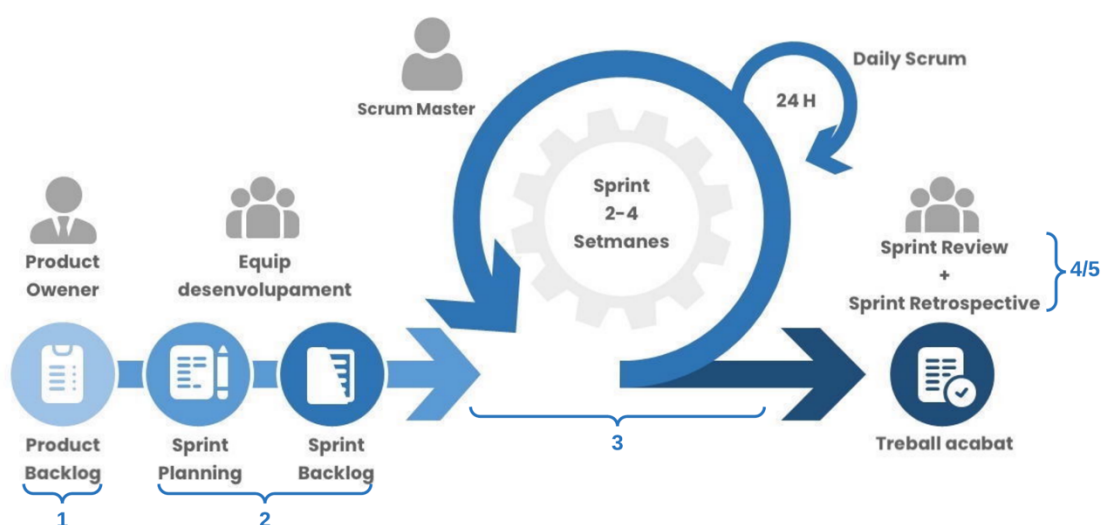 Scrum Master
Daily Scrum
24 H
Sprint
2-4
Setmanes
Product
Owener
Equip
desenvolupament
Sprint Review
+
Sprint Retrospective
4/5
Product
Backlog
Sprint
Planning
Sprint
Backlog
3
Treball acabat
1
2